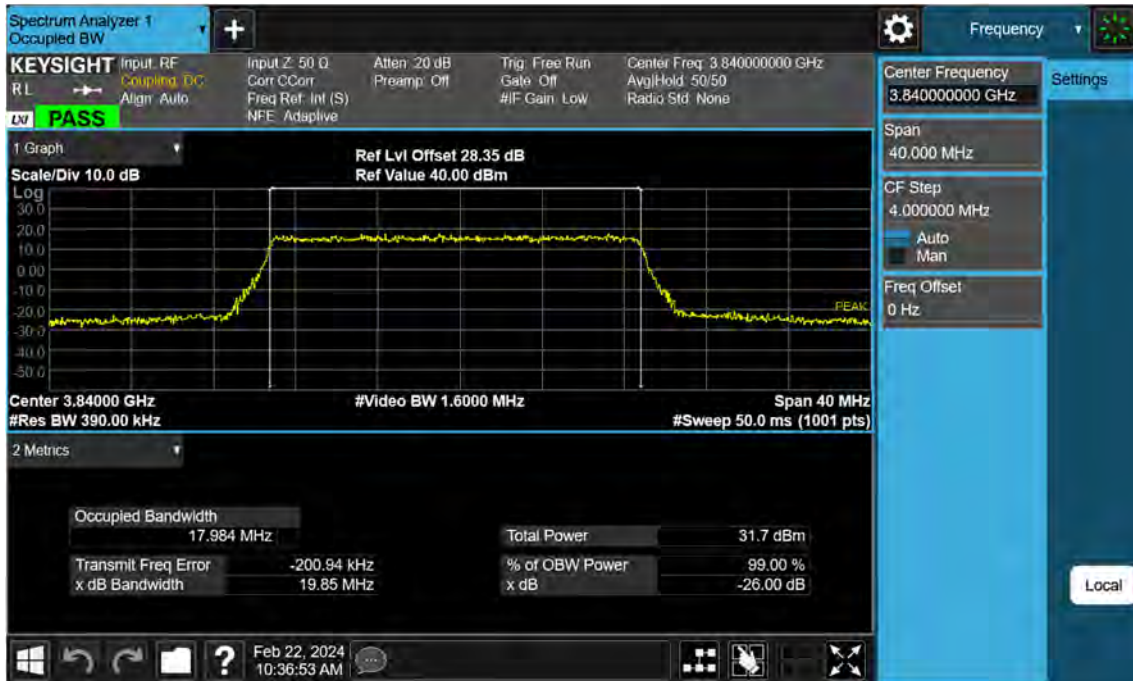 Spectrum Analyzer 1
Occupied BW
Frequency
KEYSIGHT
RL
LXI
PASS
Input: RF
Coupling: DC
Align: Auto
Input Z: 50 Ω
Corr CCorr
Freq Ref: Int (S)
NFE: Adaptive
Atten: 20 dB
Preamp: Off
Trig: Free Run
Gate: Off
#IF Gain: Low
Center Freq: 3.840000000 GHz
Avg|Hold: 50/50
Radio Std: None
1 Graph
Scale/Div 10.0 dB
Ref Lvl Offset 28.35 dB
Ref Value 40.00 dBm
Log
30.0
20.0
10.0
0.00
-10.0
-20.0
-30.0
-40.0
-50.0
PEAK
Center 3.84000 GHz
#Video BW 1.6000 MHz
Span 40 MHz
#Res BW 390.00 kHz
#Sweep 50.0 ms (1001 pts)
2 Metrics
Occupied Bandwidth
17.984 MHz
Transmit Freq Error -200.94 kHz
x dB Bandwidth 19.85 MHz
Total Power 31.7 dBm
% of OBW Power 99.00 %
x dB -26.00 dB
Center Frequency
3.840000000 GHz
Settings
Span
40.000 MHz
CF Step
4.000000 MHz
Auto
Man
Freq Offset
0 Hz
Local
?
Feb 22, 2024
10:36:53 AM